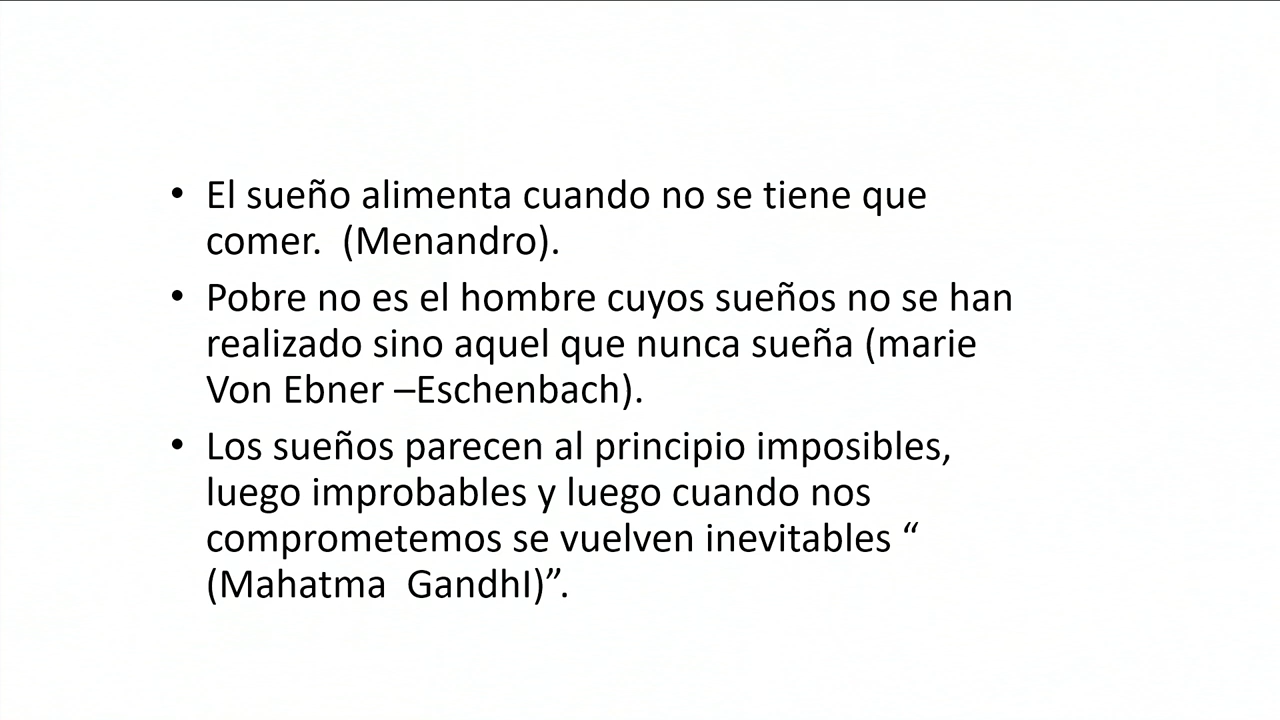 • El sueño alimenta cuando no se tiene que
comer.  (Menandro).
• Pobre no es el hombre cuyos sueños no se han
realizado sino aquel que nunca sueña (marie
Von Ebner –Eschenbach).
• Los sueños parecen al principio imposibles,
luego improbables y luego cuando nos
comprometemos se vuelven inevitables “
(Mahatma  GandhI)”.